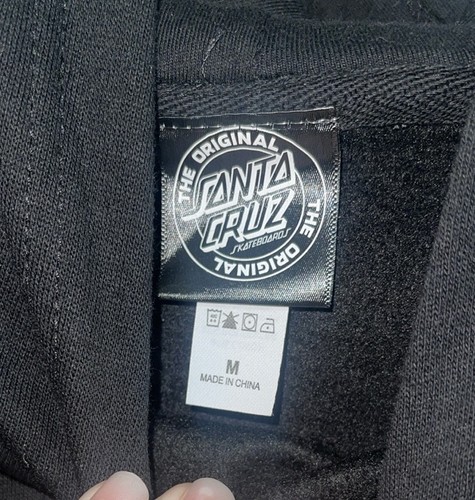 THE ORIGINAL
SANTA
CRUZ
SKATEBOARDS
THE ORIGINAL
M
MADE IN CHINA